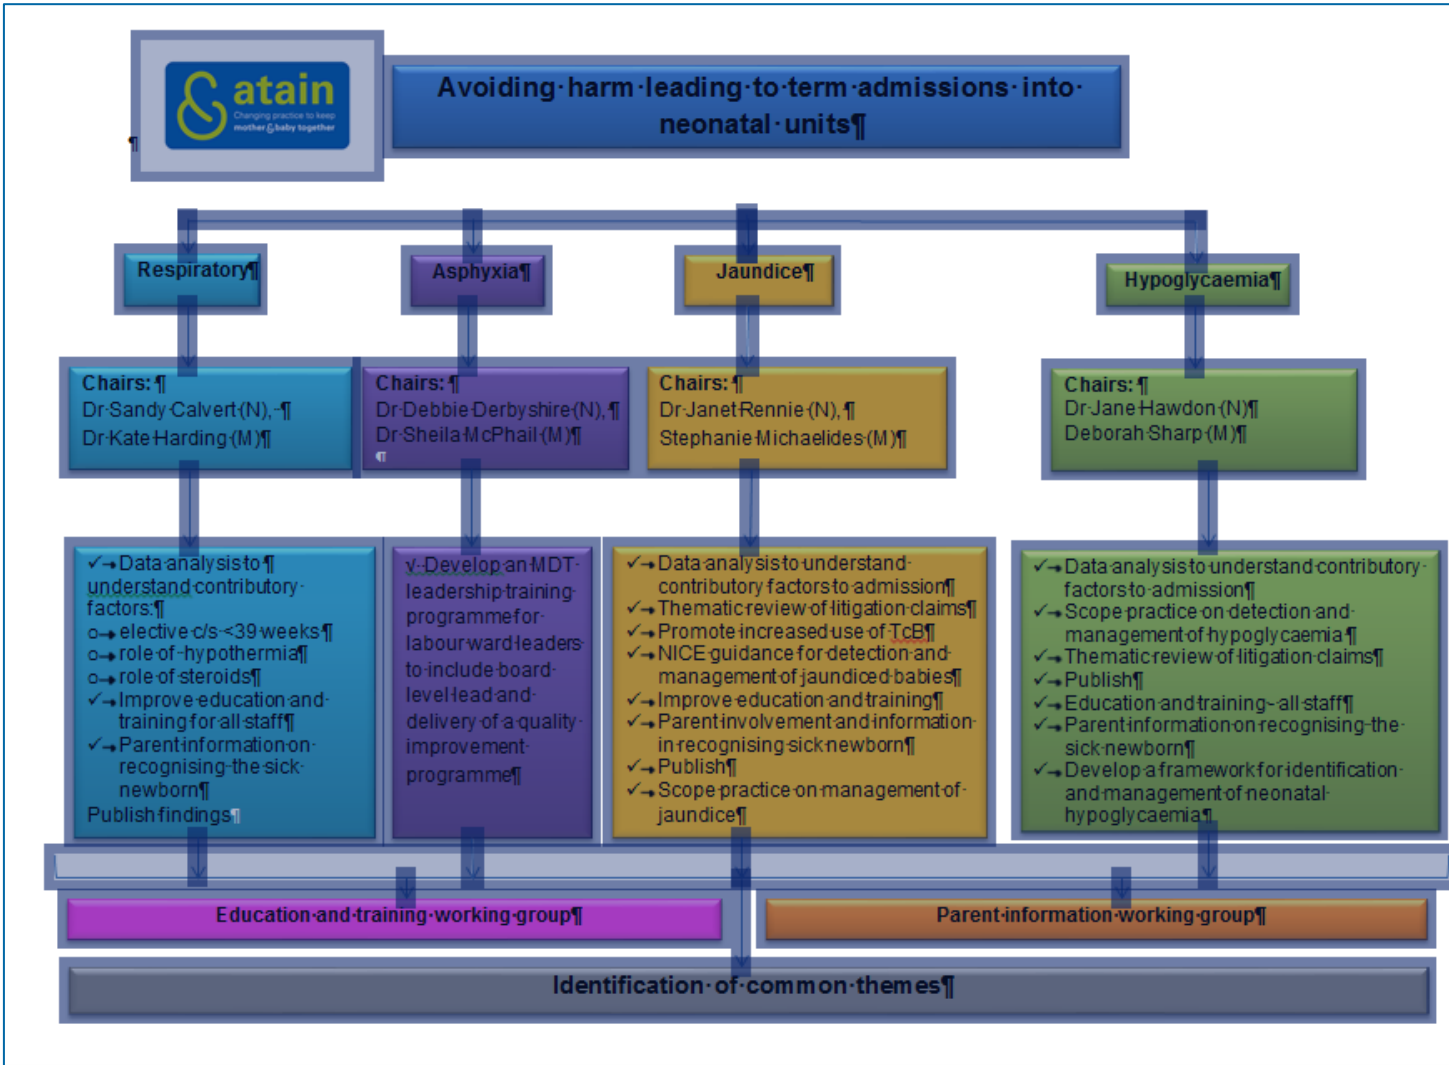 atain
Changing practice to keep
mother & baby together
¶
Avoiding·harm·leading·to·term·admissions·into·
neonatal·units¶
Respiratory¶
Asphyxia¶
Jaundice¶
Hypoglycaemia¶
Chairs:·¶
Dr·Sandy·Calvert·(N),·¶
Dr·Kate·Harding·(M)¶
Chairs:·¶
Dr·Debbie·Derbyshire·(N),·¶
Dr·Sheila·McPhail·(M)¶
¶
Chairs:·¶
Dr·Janet·Rennie·(N),·¶
Stephanie·Michaelides·(M)¶
Chairs:·¶
Dr·Jane·Hawdon·(N)¶
Deborah·Sharp·(M)¶
✓→Data·analysis·to·¶
understand·contributory·
factors:¶
o→elective·c/s·<39·weeks¶
o→role·of··hypothermia¶
o→role·of·steroids¶
✓→Improve·education·and·
training·for·all·staff¶
✓→Parent·information·on·
recognising·the·sick·
newborn¶
Publish·findings¶
√··Develop·an·MDT·
leadership·training·
programme·for·
labour·ward·leaders·
to·include·board·
level·lead·and·
delivery·of·a·quality·
improvement·
programme¶
✓→Data·analysis·to·understand·
contributory·factors·to·admission¶
✓→Thematic·review·of·litigation·claims¶
✓→Promote·increased·use·of·TcB¶
✓→NICE·guidance·for·detection·and·
management·of·jaundiced·babies¶
✓→Improve·education·and·training¶
✓→Parent·involvement·and·information·
in·recognising·sick·newborn¶
✓→Publish¶
✓→Scope·practice·on·management·of·
jaundice¶
✓→Data·analysis·to·understand·contributory·
factors·to·admission¶
✓→Scope·practice·on·detection·and·
management·of·hypoglycaemia·¶
✓→Thematic·review·of·litigation·claims¶
✓→Publish¶
✓→Education·and·training-·all·staff¶
✓→Parent·information·on·recognising·the·
sick·newborn¶
✓→Develop·a·framework·for·identification·
and·management·of·neonatal·
hypoglycaemia¶
Education·and·training·working·group¶
Parent·information·working·group¶
Identification·of·common·themes¶